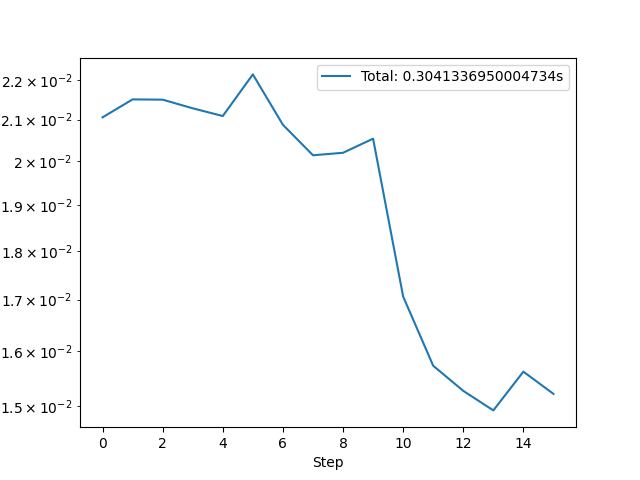 Total: 0.3041336950004734s
2.2 × 10⁻²
2.1 × 10⁻²
2 × 10⁻²
1.9 × 10⁻²
1.8 × 10⁻²
1.7 × 10⁻²
1.6 × 10⁻²
1.5 × 10⁻²
0 2 4 6 8 10 12 14
Step